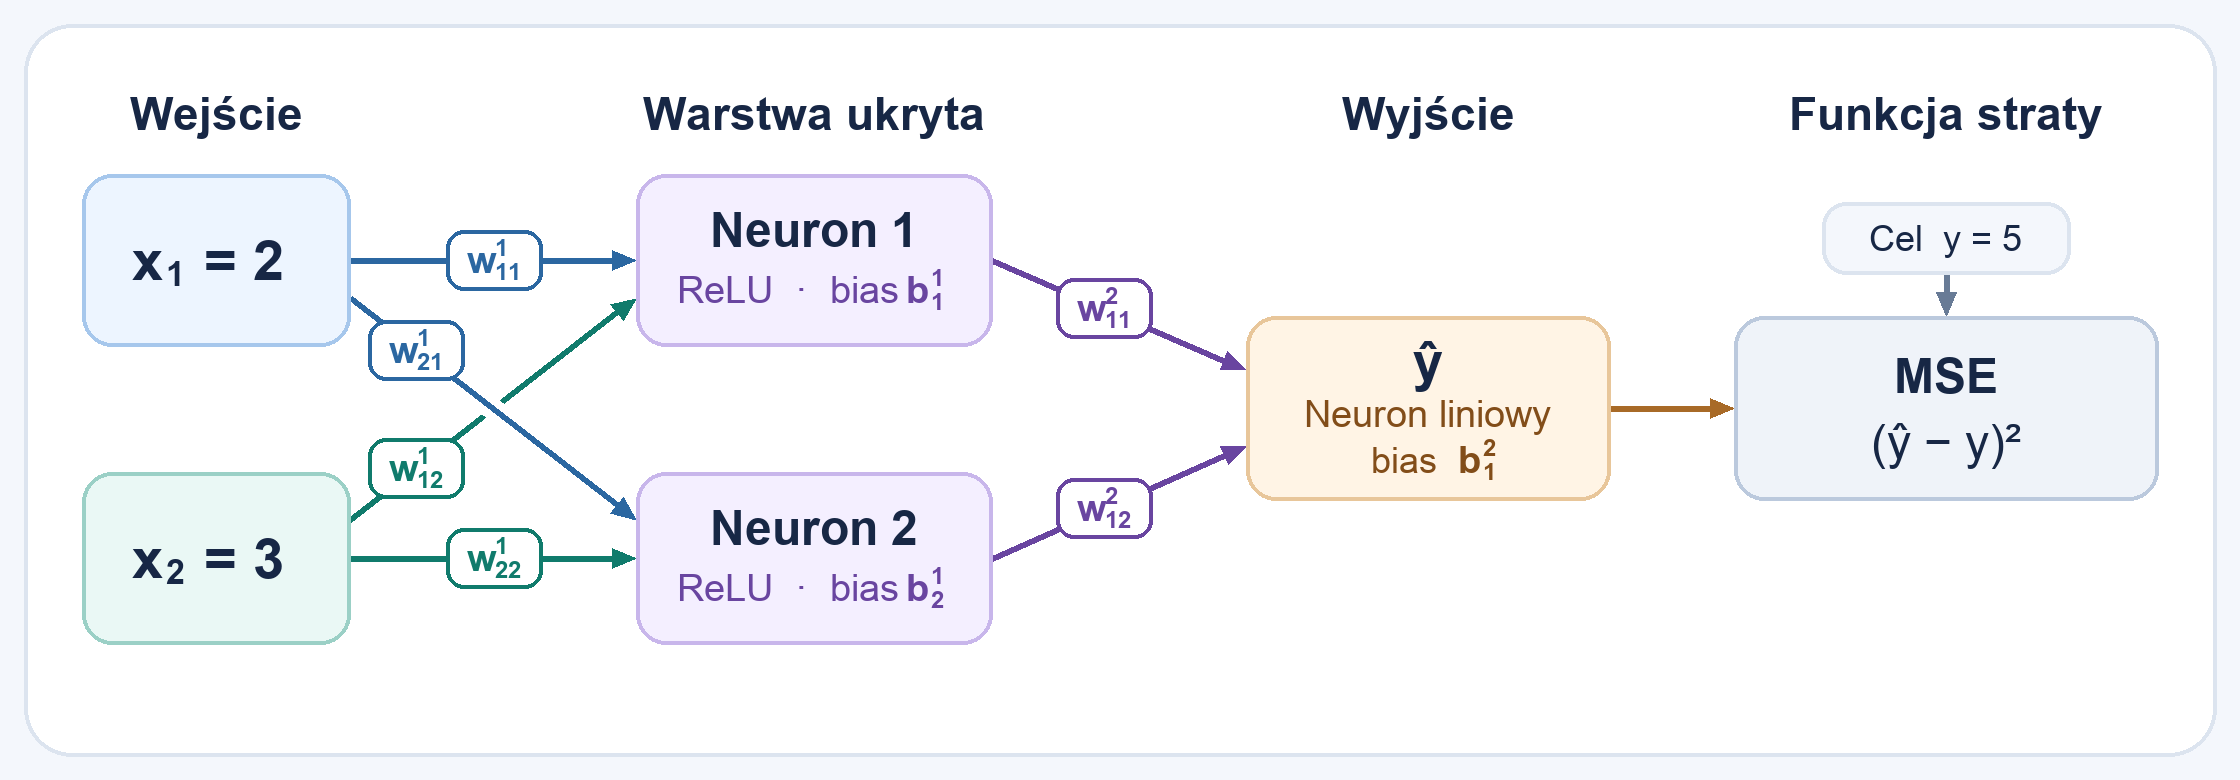 Wejście
Warstwa ukryta
Wyjście
Funkcja straty
x₁ = 2
w¹₁₁
w¹₂₁
w¹₁₂
x₂ = 3
w¹₂₂
Neuron 1
ReLU · bias b¹₁
Neuron 2
ReLU · bias b¹₂
w²₁₁
w²₁₂
ŷ
Neuron liniowy
bias b²₁
Cel y = 5
MSE
(ŷ − y)²